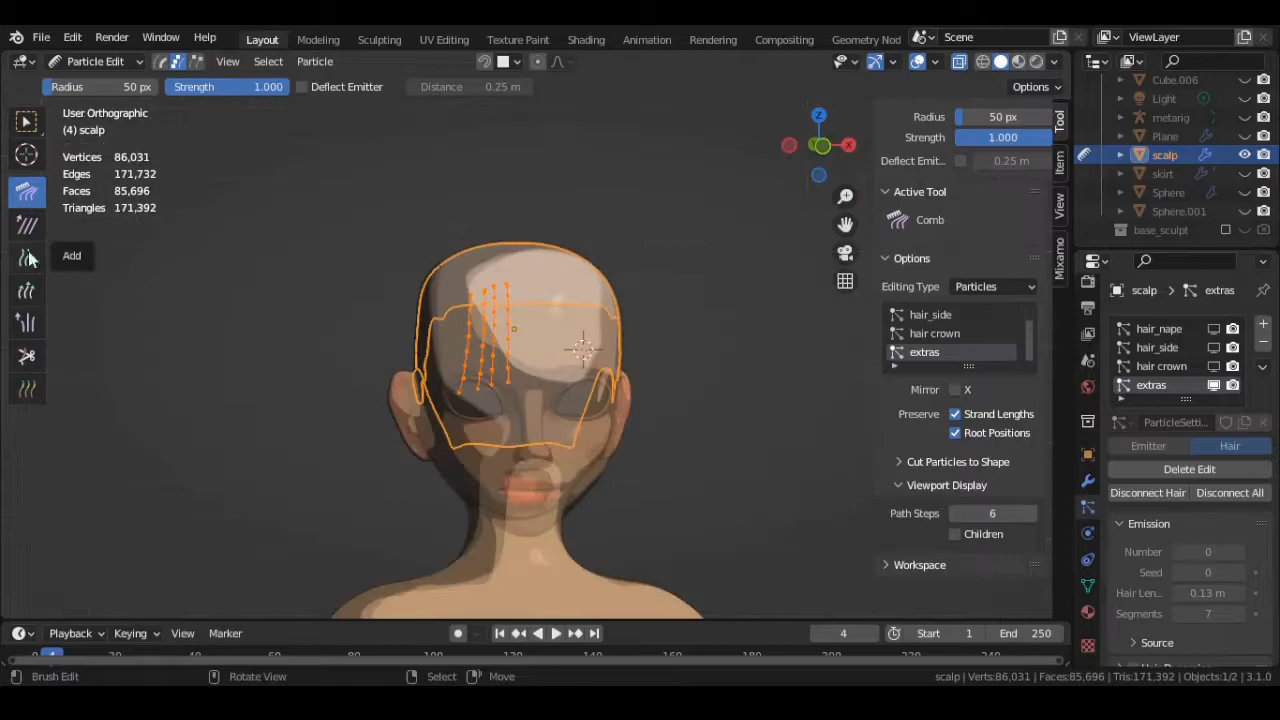 File Edit Render Window Help Layout Modeling Sculpting UV Editing Texture Paint Shading Animation Rendering Compositing Geometry Nod Scene ViewLayer
Particle Edit View Select Particle
Radius 50 px Strength 1.000 Deflect Emitter Distance 0.25 m Options
User Orthographic
(4) scalp
Vertices 86,031
Edges 171,732
Faces 85,696
Triangles 171,392
Add
Z
X
Radius 50 px
Strength 1.000
Deflect Emit... 0.25 m
Active Tool
Comb
Options
Editing Type Particles
hair_side
hair crown
extras
Mirror X
Preserve Strand Lengths
Root Positions
Cut Particles to Shape
Viewport Display
Path Steps 6
Children
Workspace
Tool
Item
View
Mixamo
Cube.006
Light
metarig
Plane
scalp
skirt
Sphere
Sphere.001
base_sculpt
scalp extras
hair_nape
hair_side
hair crown
extras
ParticleSetti...
Emitter Hair
Delete Edit
Disconnect Hair Disconnect All
Emission
Number 0
Seed 0
Hair Len... 0.13 m
Segments 7
Source
Playback Keying View Marker 4 Start 1 End 250
Brush Edit Rotate View Select Move scalp | Verts:86,031 | Faces:85,696 | Tris:171,392 | Objects:1/2 | 3.1.0